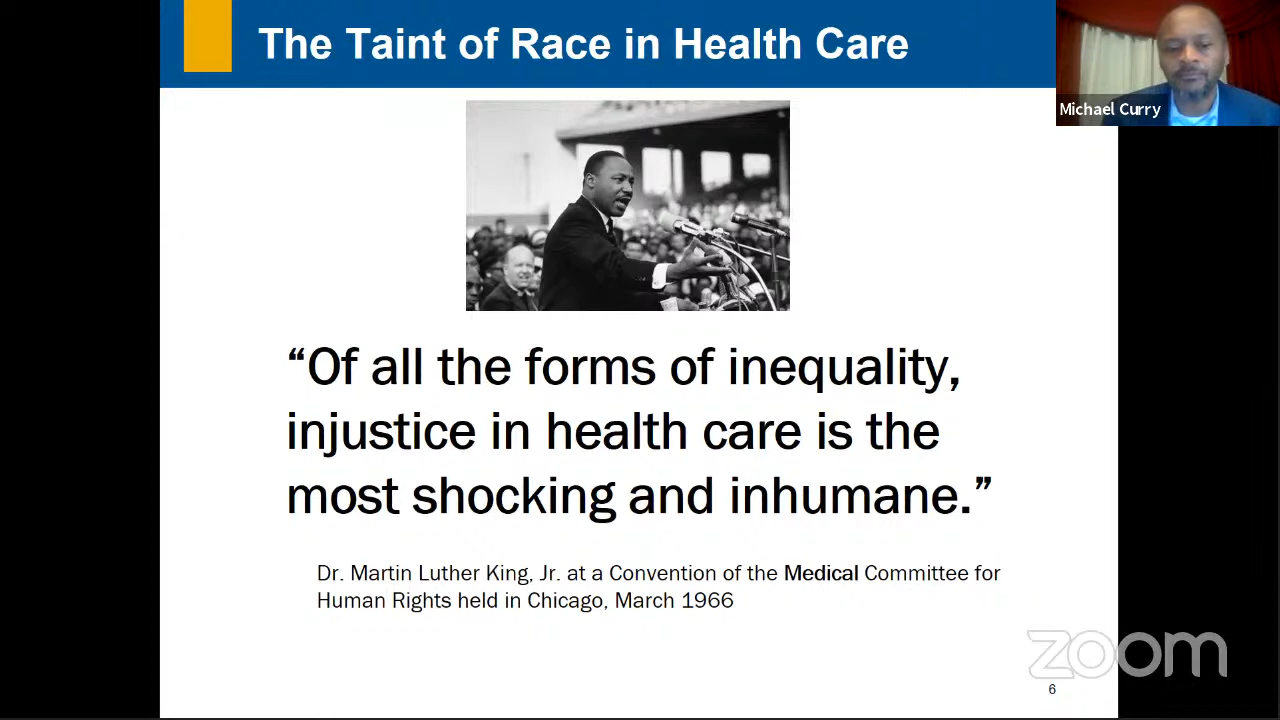 The Taint of Race in Health Care
Michael Curry
“Of all the forms of inequality,
injustice in health care is the
most shocking and inhumane.”
Dr. Martin Luther King, Jr. at a Convention of the Medical Committee for
Human Rights held in Chicago, March 1966
zoom
6